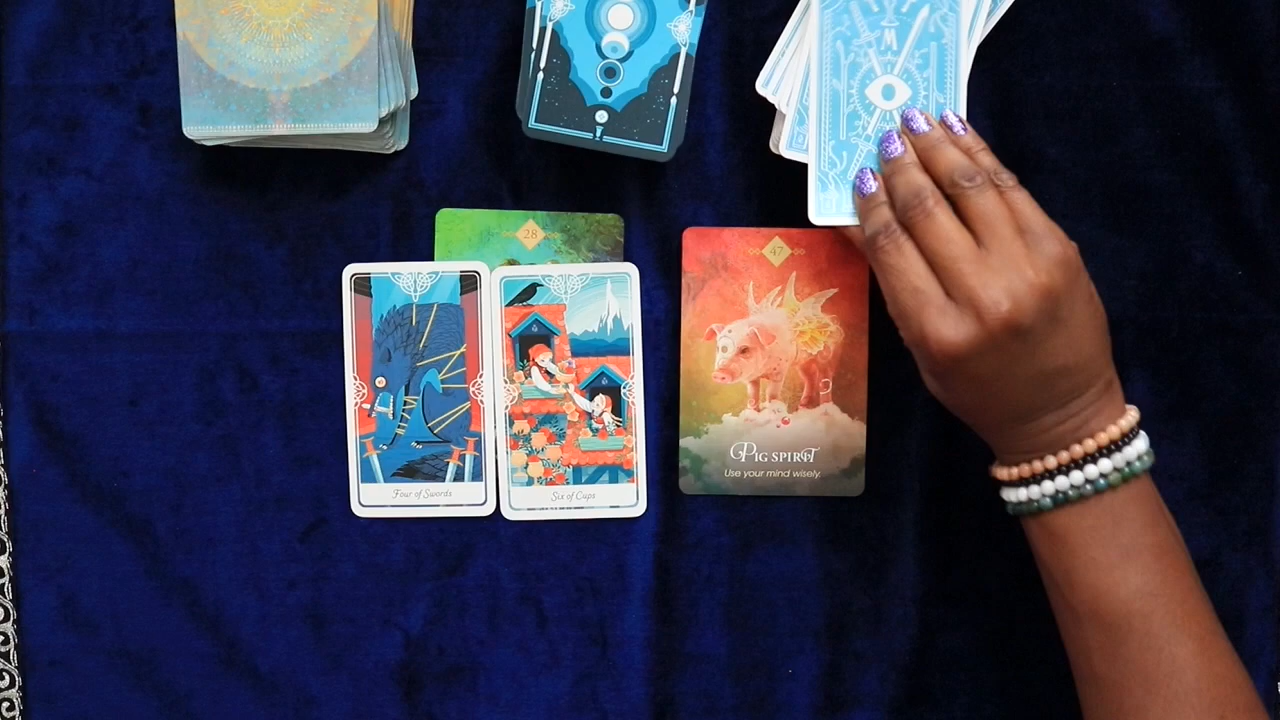 28
47
PIG SPIRIT
Use your mind wisely.
Four of Swords
Six of Cups